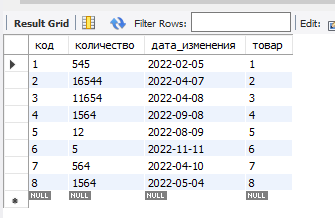 Result Grid Filter Rows: Edit:
код количество дата_изменения товар
1 545 2022-02-05 1
2 16544 2022-04-07 2
3 11654 2022-04-08 3
4 1564 2022-09-08 4
5 12 2022-08-09 5
6 5 2022-11-11 6
7 564 2022-04-10 7
8 1564 2022-05-04 8
NULL NULL NULL NULL